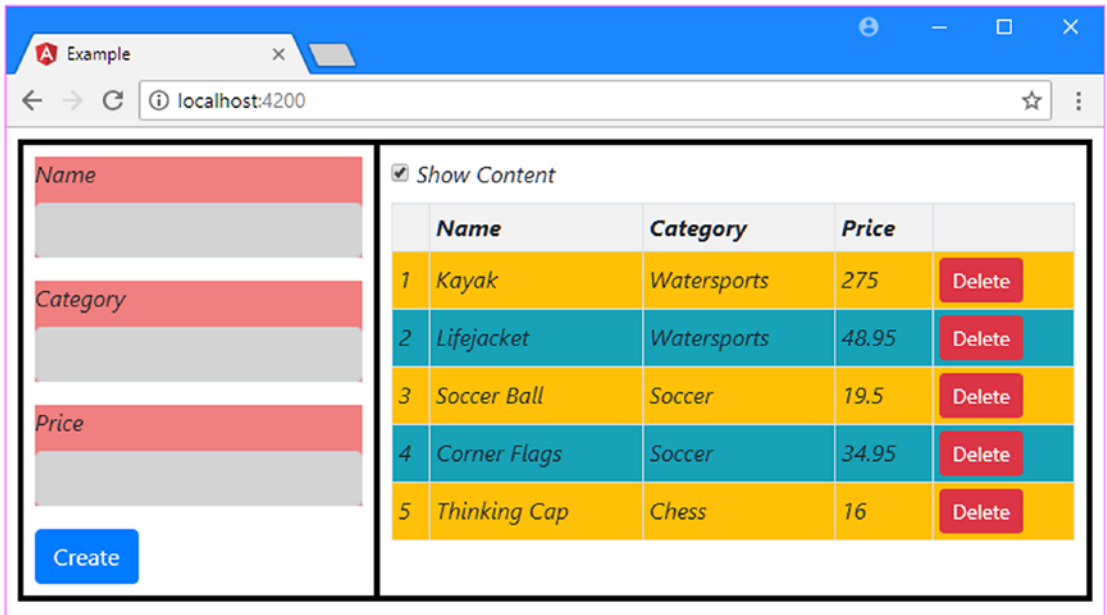 Example
localhost:4200
Name
Category
Price
Create
Show Content
Name Category Price
1 Kayak Watersports 275 Delete
2 Lifejacket Watersports 48.95 Delete
3 Soccer Ball Soccer 19.5 Delete
4 Corner Flags Soccer 34.95 Delete
5 Thinking Cap Chess 16 Delete